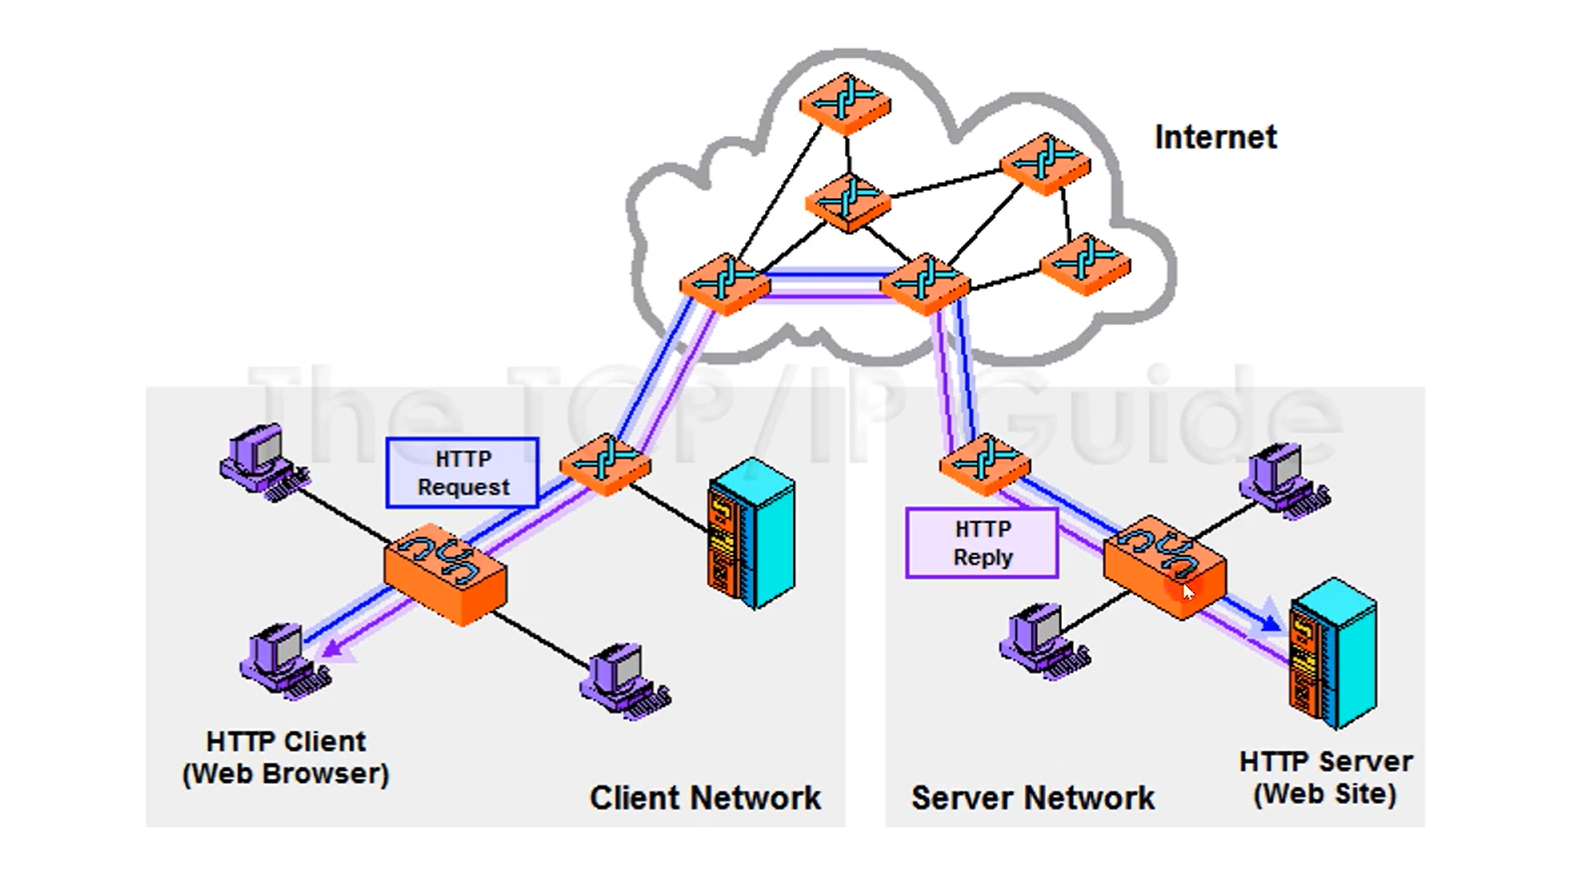 Internet
The TCP/IP Guide
HTTP
Request
HTTP
Reply
HTTP Client
(Web Browser)
Client Network
Server Network
HTTP Server
(Web Site)